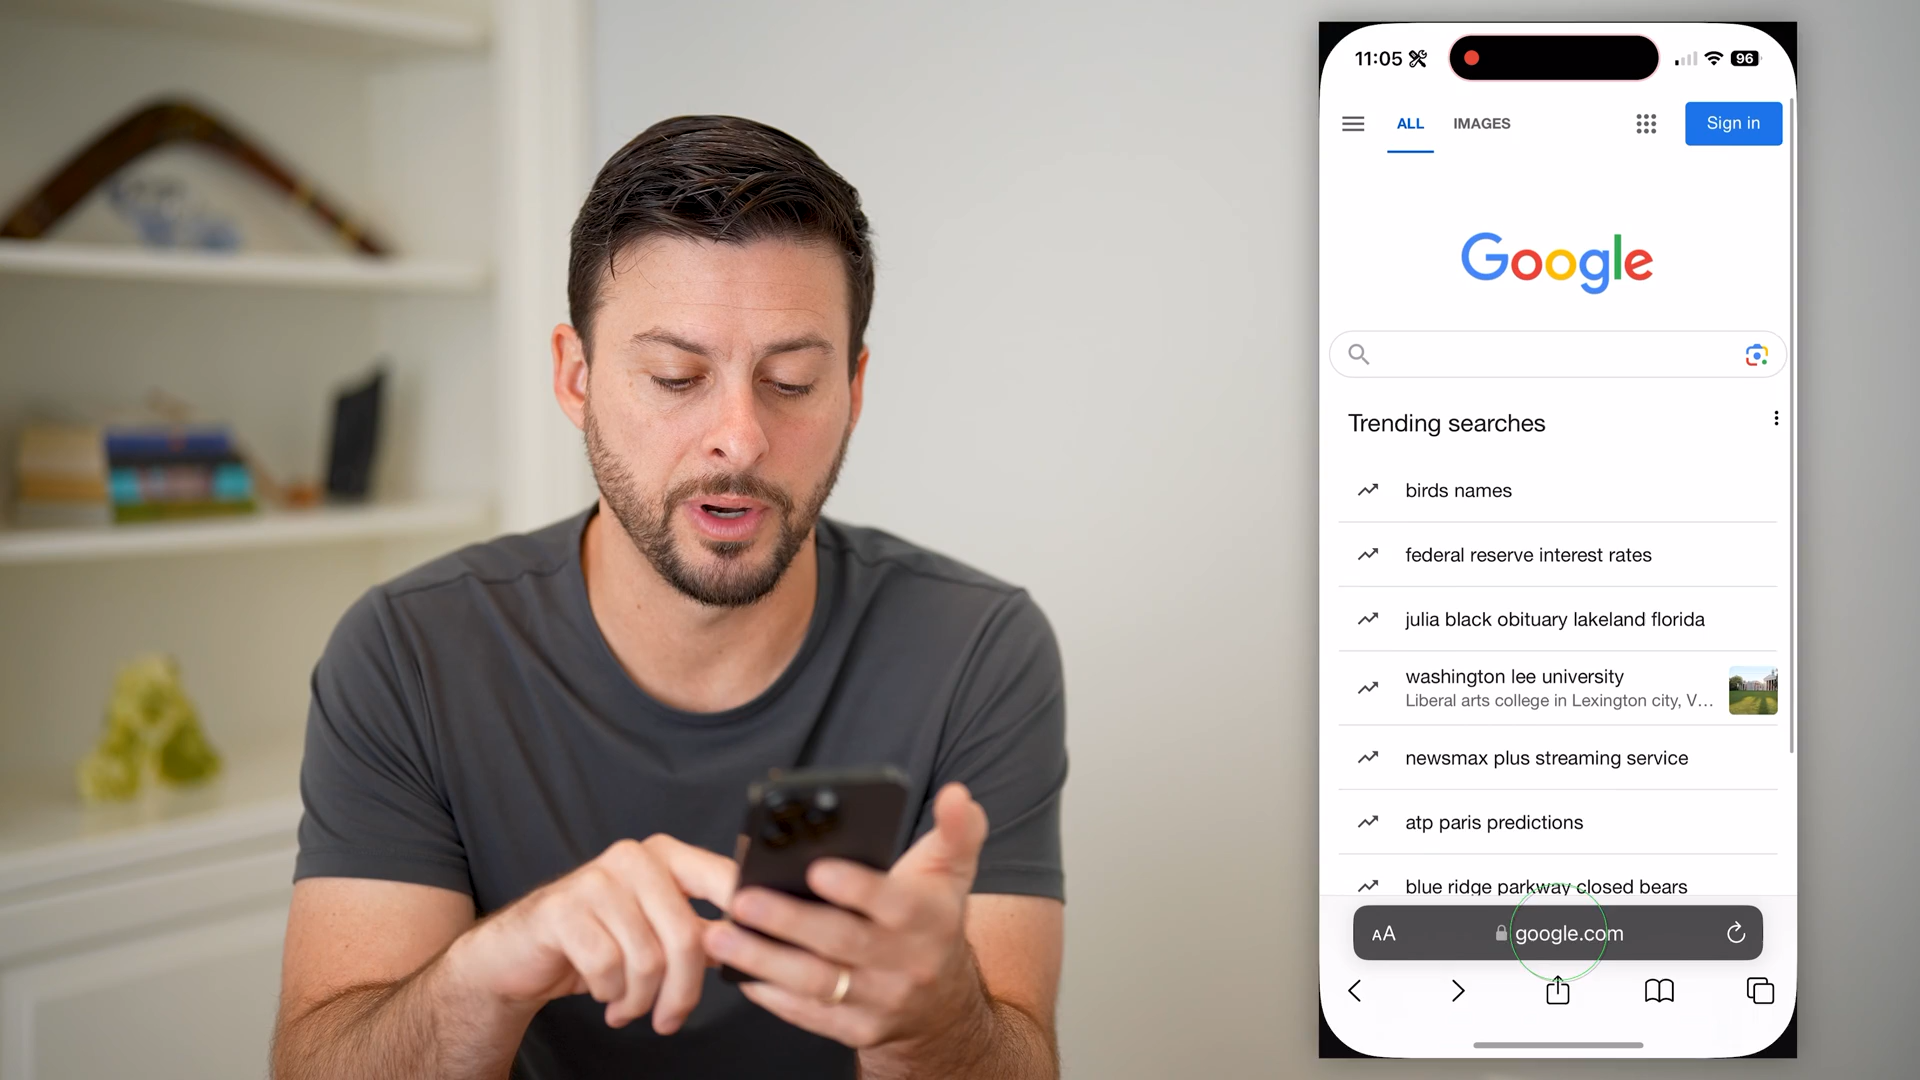 11:05
96
ALL IMAGES
Sign in
Google
Trending searches
birds names
federal reserve interest rates
julia black obituary lakeland florida
washington lee university
Liberal arts college in Lexington city, V...
newsmax plus streaming service
atp paris predictions
blue ridge parkway closed bears
AA google.com